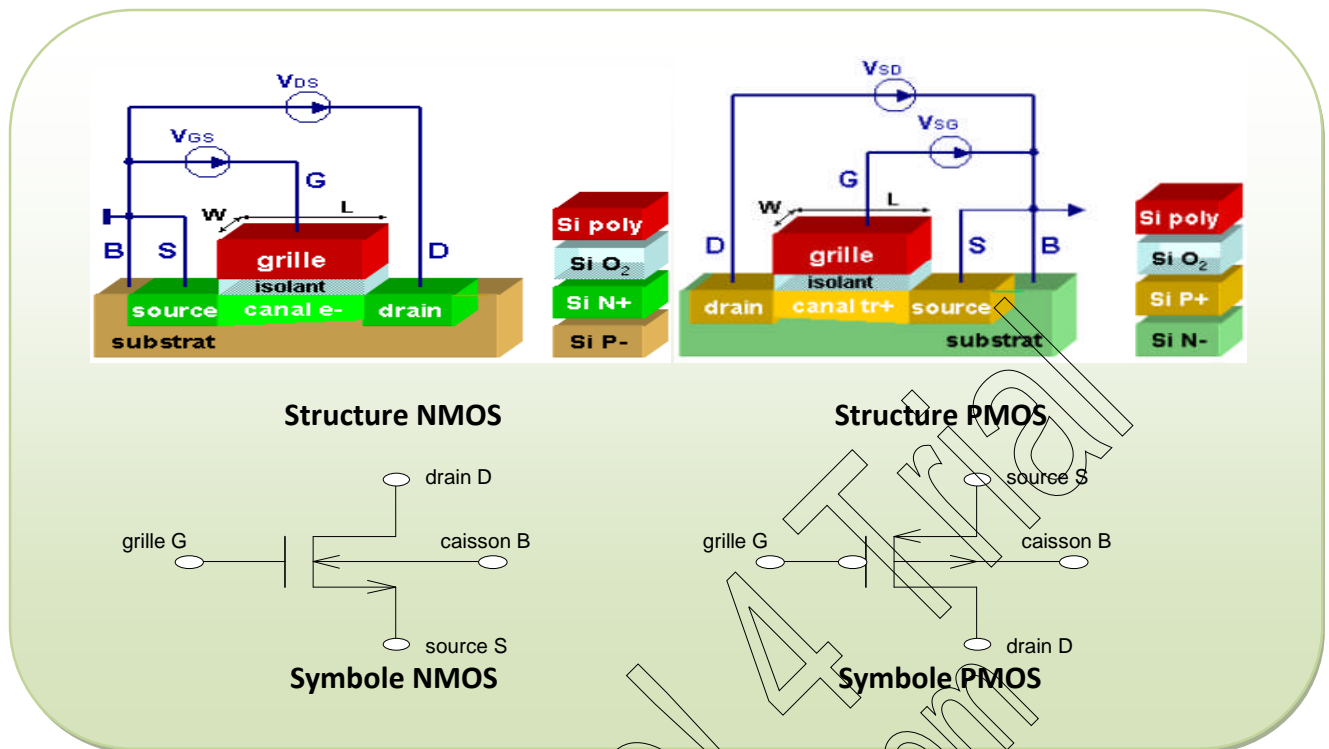 VDS
VGS
G
W L
B S D
grille
isolant
source canal e- drain
substrat
Si poly
Si O2
Si N+
Si P-
VSD
VSG
G
W L
D S B
grille
isolant
drain canal tr+ source
substrat
Si poly
Si O2
Si P+
Si N-
Structure NMOS
Structure PMOS
drain D
grille G
caisson B
source S
source S
grille G
caisson B
drain D
Symbole NMOS
Symbole PMOS
4 Trial